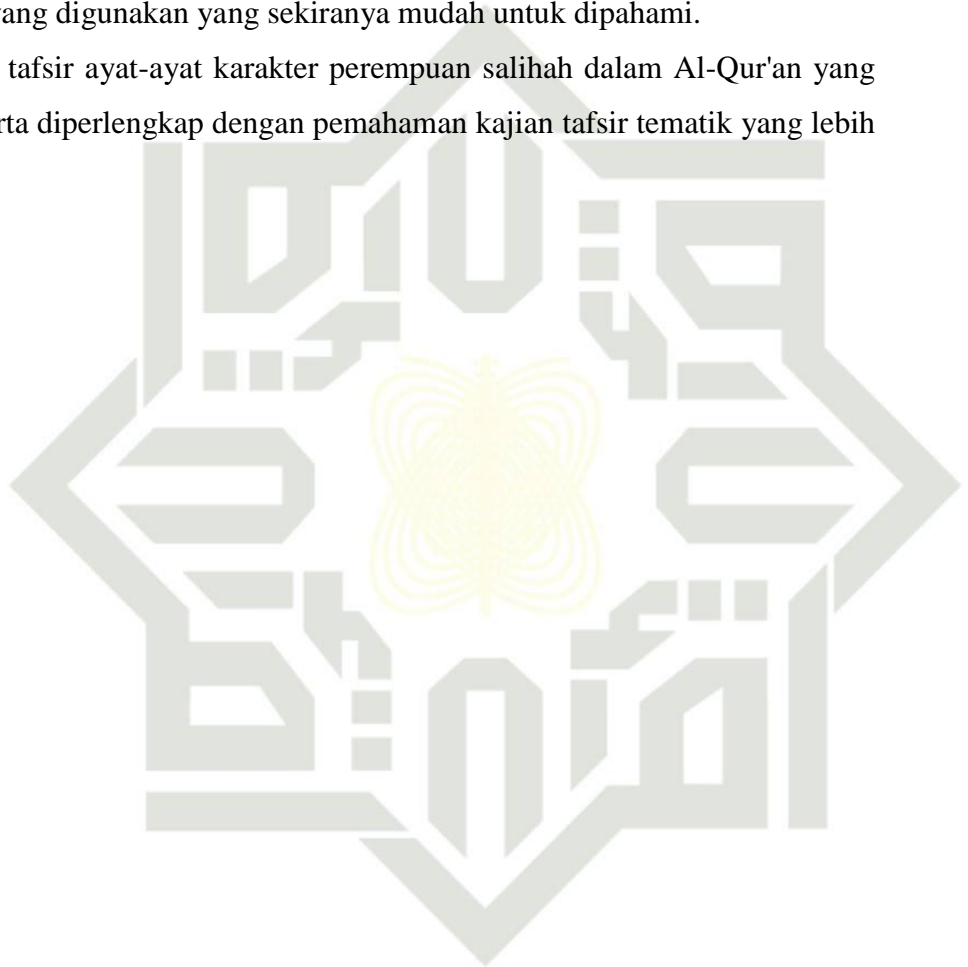 yang digunakan yang sekiranya mudah untuk dipahami.
tafsir ayat-ayat karakter perempuan salihah dalam Al-Qur'an yang
diperlengkap dengan pemahaman kajian tafsir tematik yang lebih